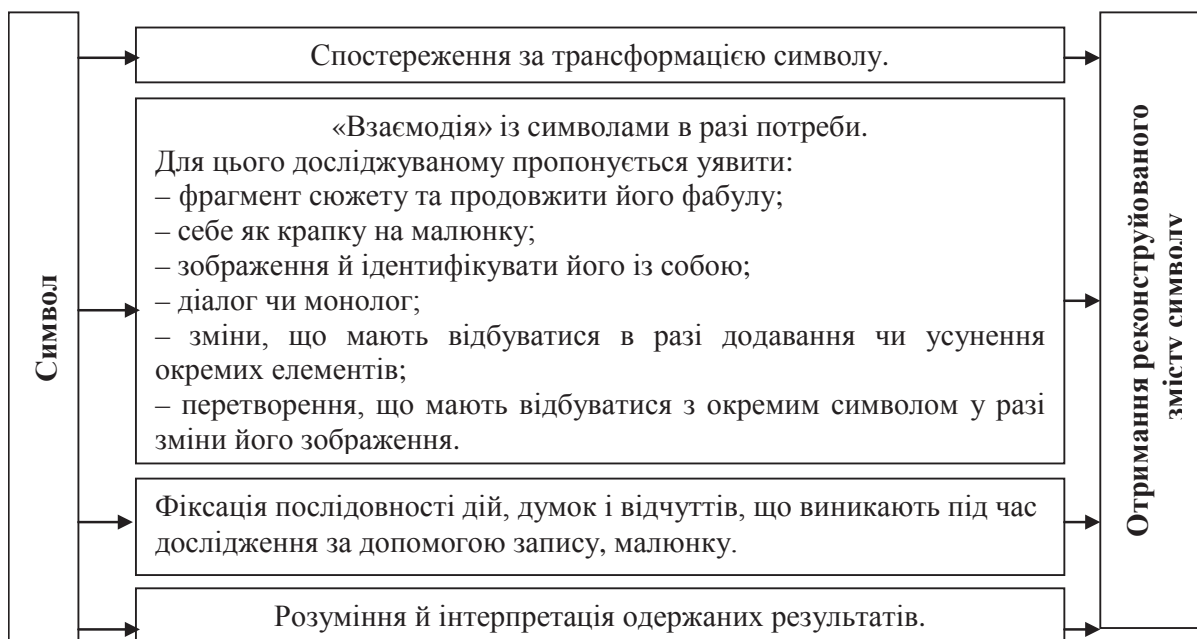 Символ
Спостереження за трансформацією символу.
«Взаємодія» із символами в разі потреби.
Для цього досліджуваному пропонується уявити:
– фрагмент сюжету та продовжити його фабулу;
– себе як крапку на малюнку;
– зображення й ідентифікувати його із собою;
– діалог чи монолог;
– зміни, що мають відбуватися в разі додавання чи усунення
окремих елементів;
– перетворення, що мають відбуватися з окремим символом у разі
зміни його зображення.
Фіксація послідовності дій, думок і відчуттів, що виникають під час
дослідження за допомогою запису, малюнку.
Розуміння й інтерпретація одержаних результатів.
Отримання реконструйованого
змісту символу